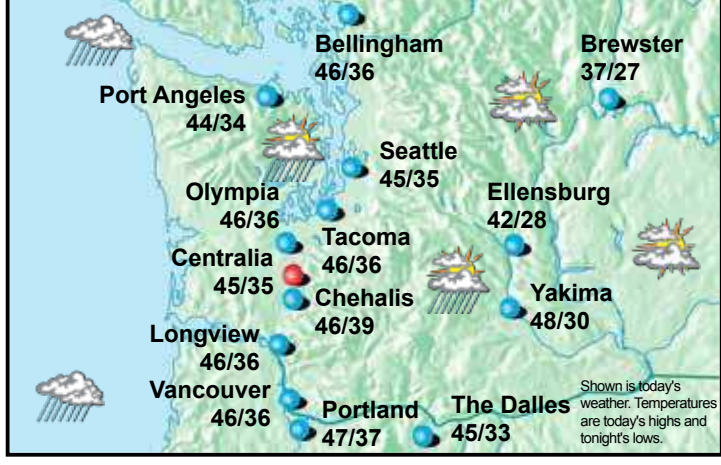 Bellingham
46/36
Brewster
37/27
Port Angeles
44/34
Seattle
45/35
Olympia
46/36
Ellensburg
42/28
Tacoma
46/36
Centralia
45/35
Chehalis
46/39
Yakima
48/30
Longview
46/36
Vancouver
46/36
Portland
47/37
The Dalles
45/33
Shown is today's
weather. Temperatures
are today's highs and
tonight's lows.